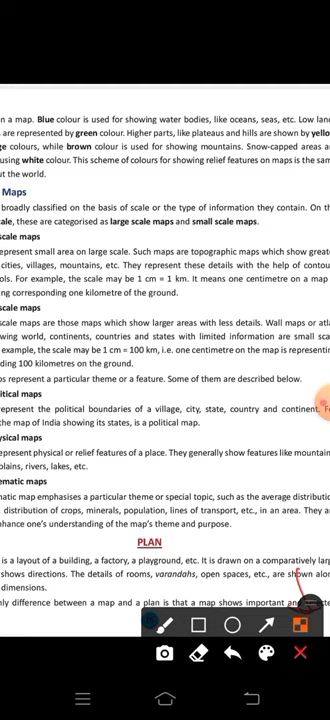 n a map. Blue colour is used for showing water bodies, like oceans, seas, etc. Low land
s are represented by green colour. Higher parts, like plateaus and hills are shown by yello
ge colours, while brown colour is used for showing mountains. Snow-capped areas a
using white colour. This scheme of colours for showing relief features on maps is the sam
ut the world.
Maps
broadly classified on the basis of scale or the type of information they contain. On th
cale, these are categorised as large scale maps and small scale maps.
scale maps
epresent small area on large scale. Such maps are topographic maps which show greate
cities, villages, mountains, etc. They represent these details with the help of contou
ols. For example, the scale may be 1 cm = 1 km. It means one centimetre on a map
ing corresponding one kilometre of the ground.
scale maps
scale maps are those maps which show larger areas with less details. Wall maps or atla
wing world, continents, countries and states with limited information are small sca
example, the scale may be 1 cm = 100 km, i.e. one centimetre on the map is representin
ding 100 kilometres on the ground.
ps represent a particular theme or a feature. Some of them are described below.
itical maps
represent the political boundaries of a village, city, state, country and continent. F
the map of India showing its states, is a political map.
ysical maps
epresent physical or relief features of a place. They generally show features like mountain
plains, rivers, lakes, etc.
ematic maps
matic map emphasises a particular theme or special topic, such as the average distributio
distribution of crops, minerals, population, lines of transport, etc., in an area. They a
nhance one's understanding of the map's theme and purpose.
PLAN
is a layout of a building, a factory, a playground, etc. It is drawn on a comparatively larg
shows directions. The details of rooms, varandahs, open spaces, etc., are shown alon
dimensions.
nly difference between a map and a plan is that a map shows important and